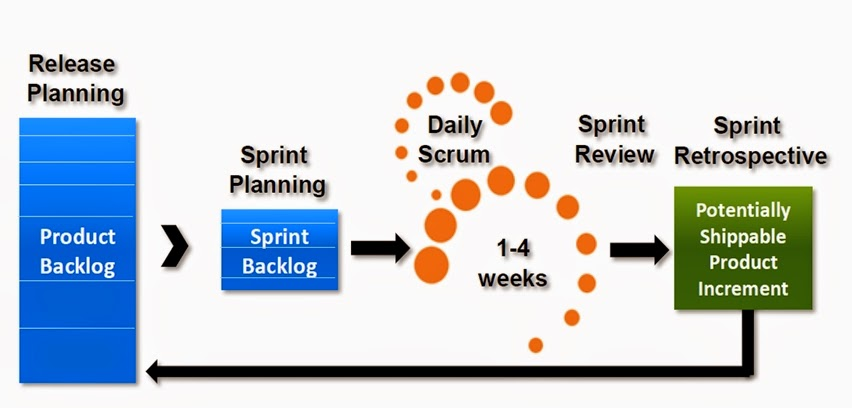 Release
Planning
Product
Backlog
Sprint
Planning
Sprint
Backlog
Daily
Scrum
1-4
weeks
Sprint
Review
Sprint
Retrospective
Potentially
Shippable
Product
Increment